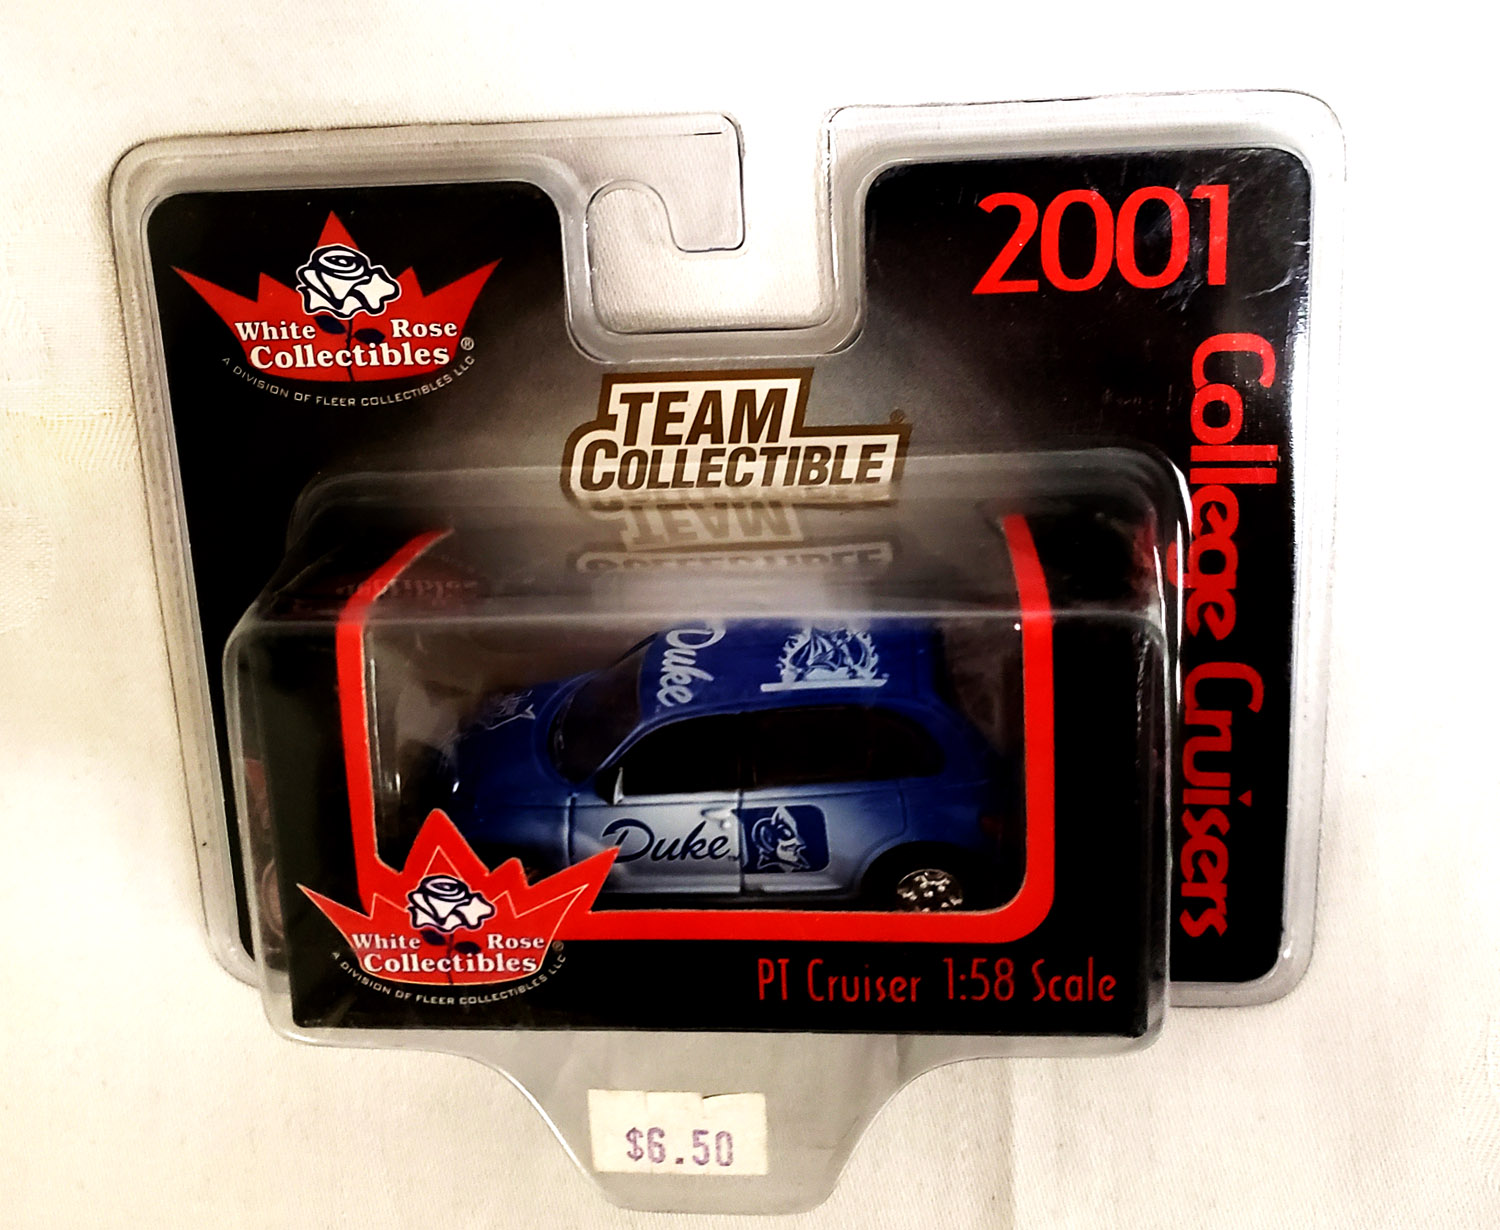 2001
College Cruisers
White Rose
Collectibles®
A DIVISION OF FLEER COLLECTIBLES LLC
TEAM
COLLECTIBLE
Duke
Duke
White Rose
Collectibles®
A DIVISION OF FLEER COLLECTIBLES LLC
PT Cruiser 1:58 Scale
$6.50